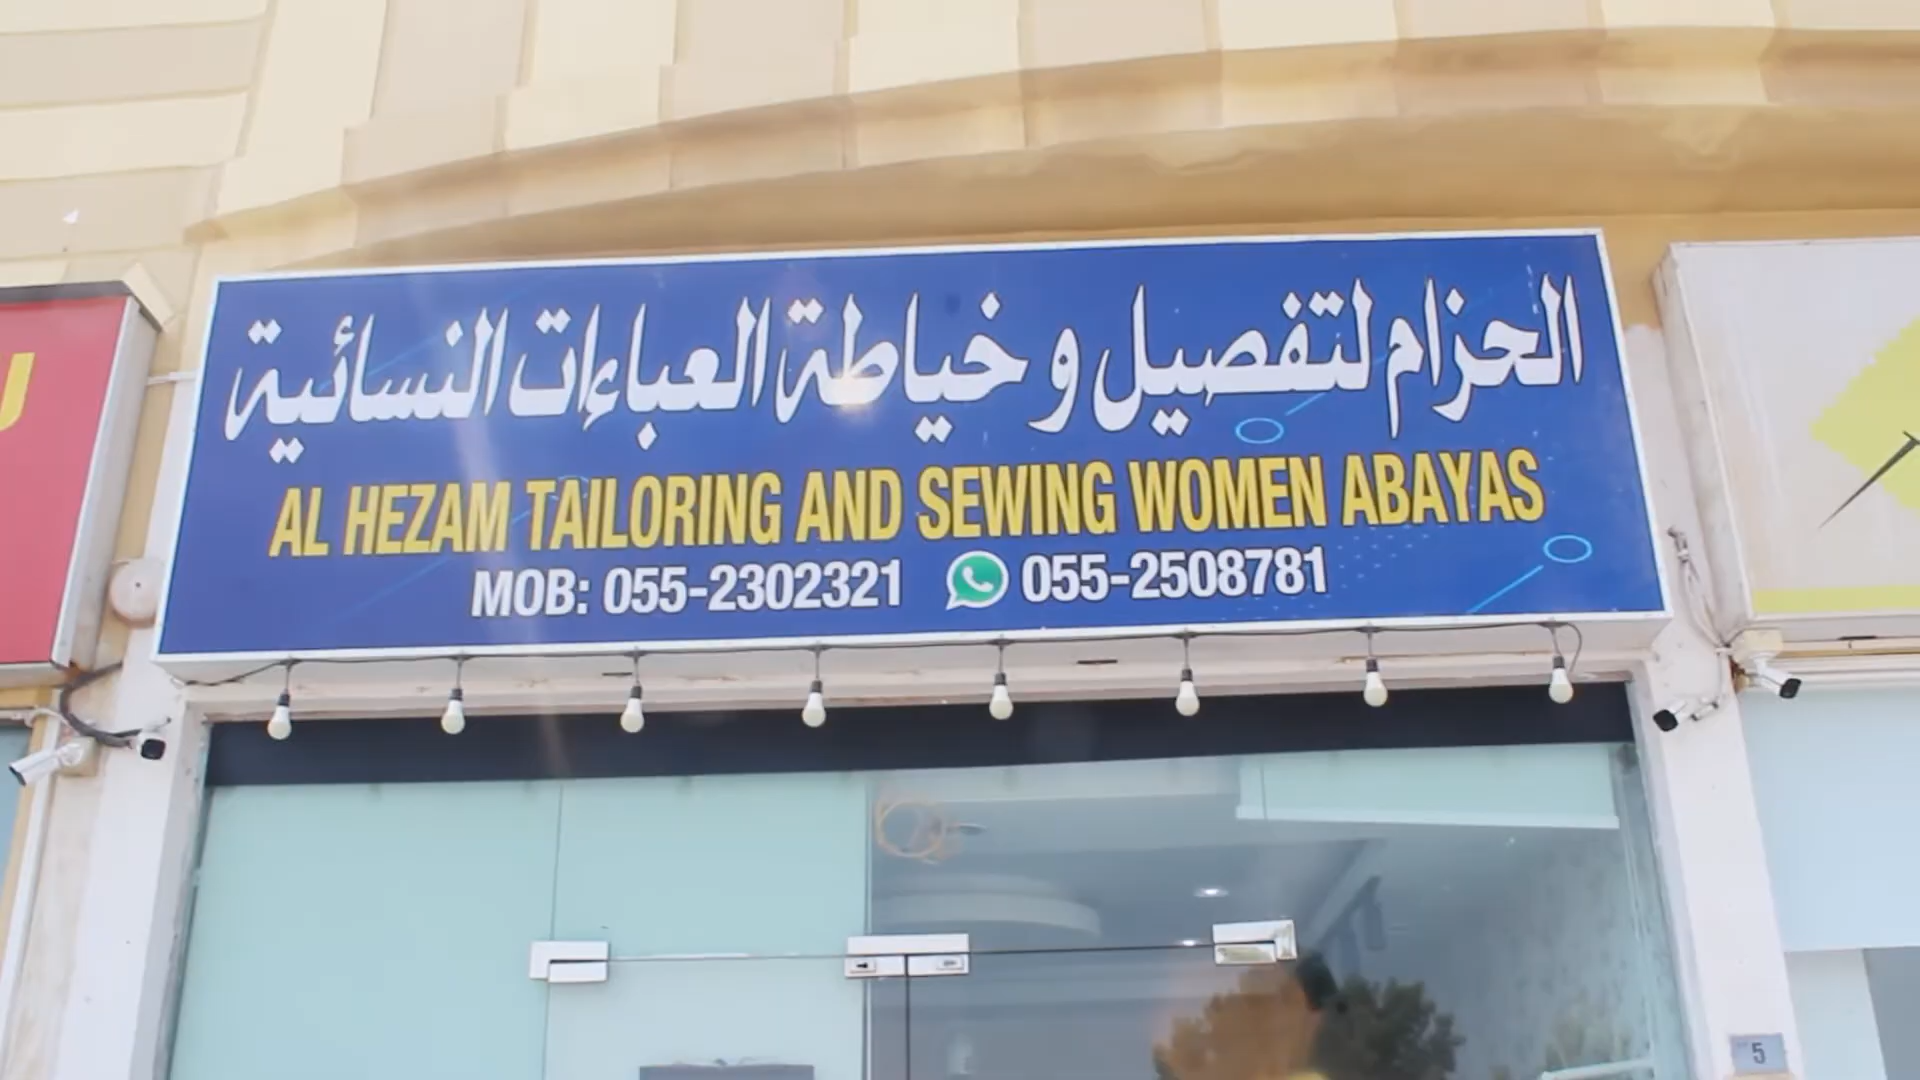 الحزام لتفصيل و خياطة العباءات النسائية
AL HEZAM TAILORING AND SEWING WOMEN ABAYAS
MOB: 055-2302321 055-2508781
5